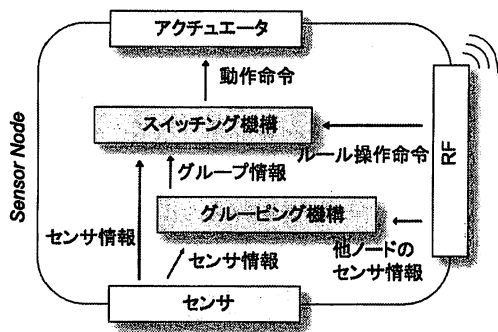 アクチュエータ
動作命令
スイッチング機構
ルール操作命令
グループ情報
グルーピング機構
センサ情報
センサ情報
他ノードの
センサ情報
センサ
RF
Sensor Node